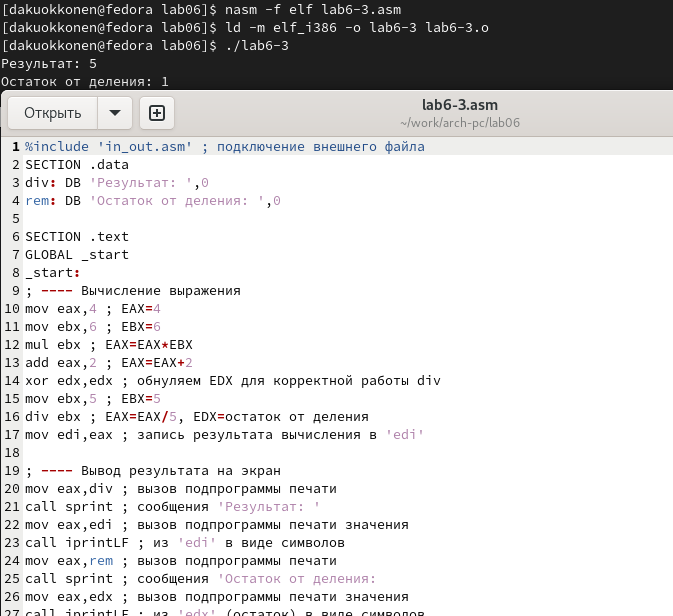 [dakuokkonen@fedora lab06]$ nasm -f elf lab6-3.asm
[dakuokkonen@fedora lab06]$ ld -m elf_i386 -o lab6-3 lab6-3.o
[dakuokkonen@fedora lab06]$ ./lab6-3
Результат: 5
Остаток от деления: 1
Открыть
lab6-3.asm
~/work/arch-pc/lab06
1 %include 'in_out.asm' ; подключение внешнего файла
2 SECTION .data
3 div: DB 'Результат: ',0
4 rem: DB 'Остаток от деления: ',0
5
6 SECTION .text
7 GLOBAL _start
8 _start:
9 ; ---- Вычисление выражения
10 mov eax,4 ; EAX=4
11 mov ebx,6 ; EBX=6
12 mul ebx ; EAX=EAX*EBX
13 add eax,2 ; EAX=EAX+2
14 xor edx,edx ; обнуляем EDX для корректной работы div
15 mov ebx,5 ; EBX=5
16 div ebx ; EAX=EAX/5, EDX=остаток от деления
17 mov edi,eax ; запись результата вычисления в 'edi'
18
19 ; ---- Вывод результата на экран
20 mov eax,div ; вызов подпрограммы печати
21 call sprint ; сообщения 'Результат: '
22 mov eax,edi ; вызов подпрограммы печати значения
23 call iprintLF ; из 'edi' в виде символов
24 mov eax,rem ; вызов подпрограммы печати
25 call sprint ; сообщения 'Остаток от деления:
26 mov eax,edx ; вызов подпрограммы печати значения
27 call iprintLF ; из 'edx' (остаток) в виде символов